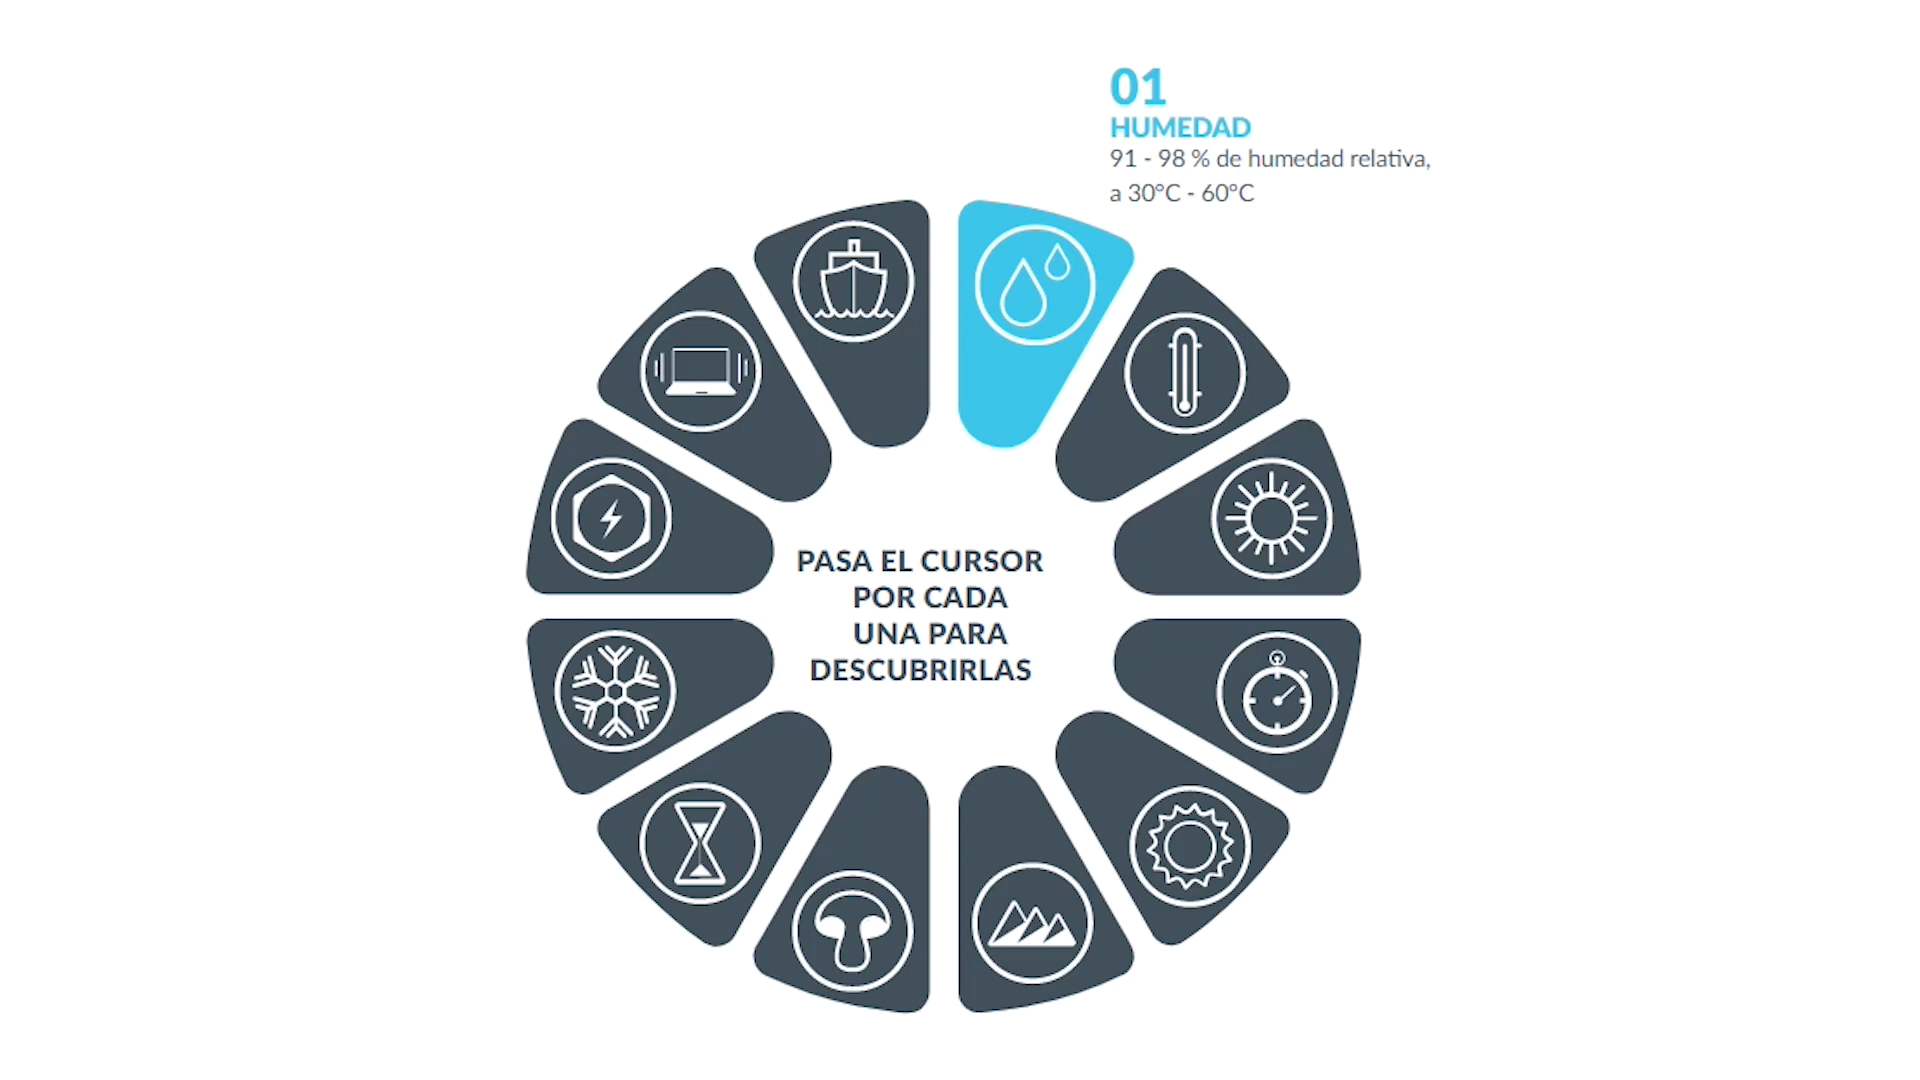 01
HUMEDAD
91 - 98 % de humedad relativa,
a 30°C - 60°C
PASA EL CURSOR
POR CADA
UNA PARA
DESCUBRIRLAS